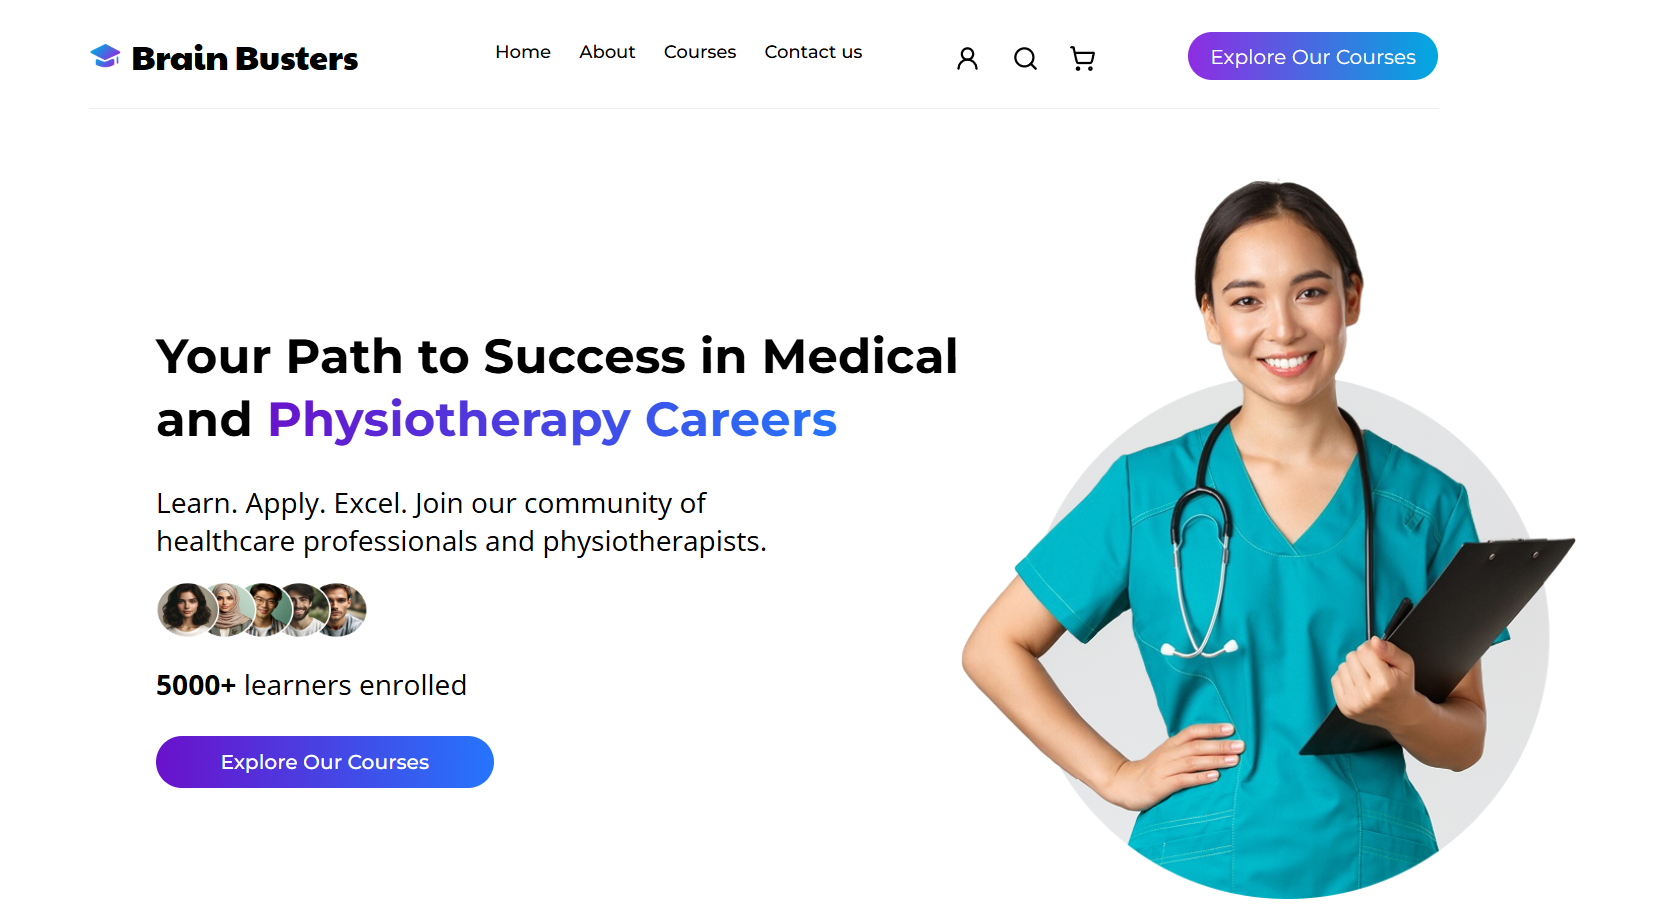 Brain Busters
Home About Courses Contact us
Explore Our Courses
Your Path to Success in Medical
and Physiotherapy Careers
Learn. Apply. Excel. Join our community of
healthcare professionals and physiotherapists.
5000+ learners enrolled
Explore Our Courses